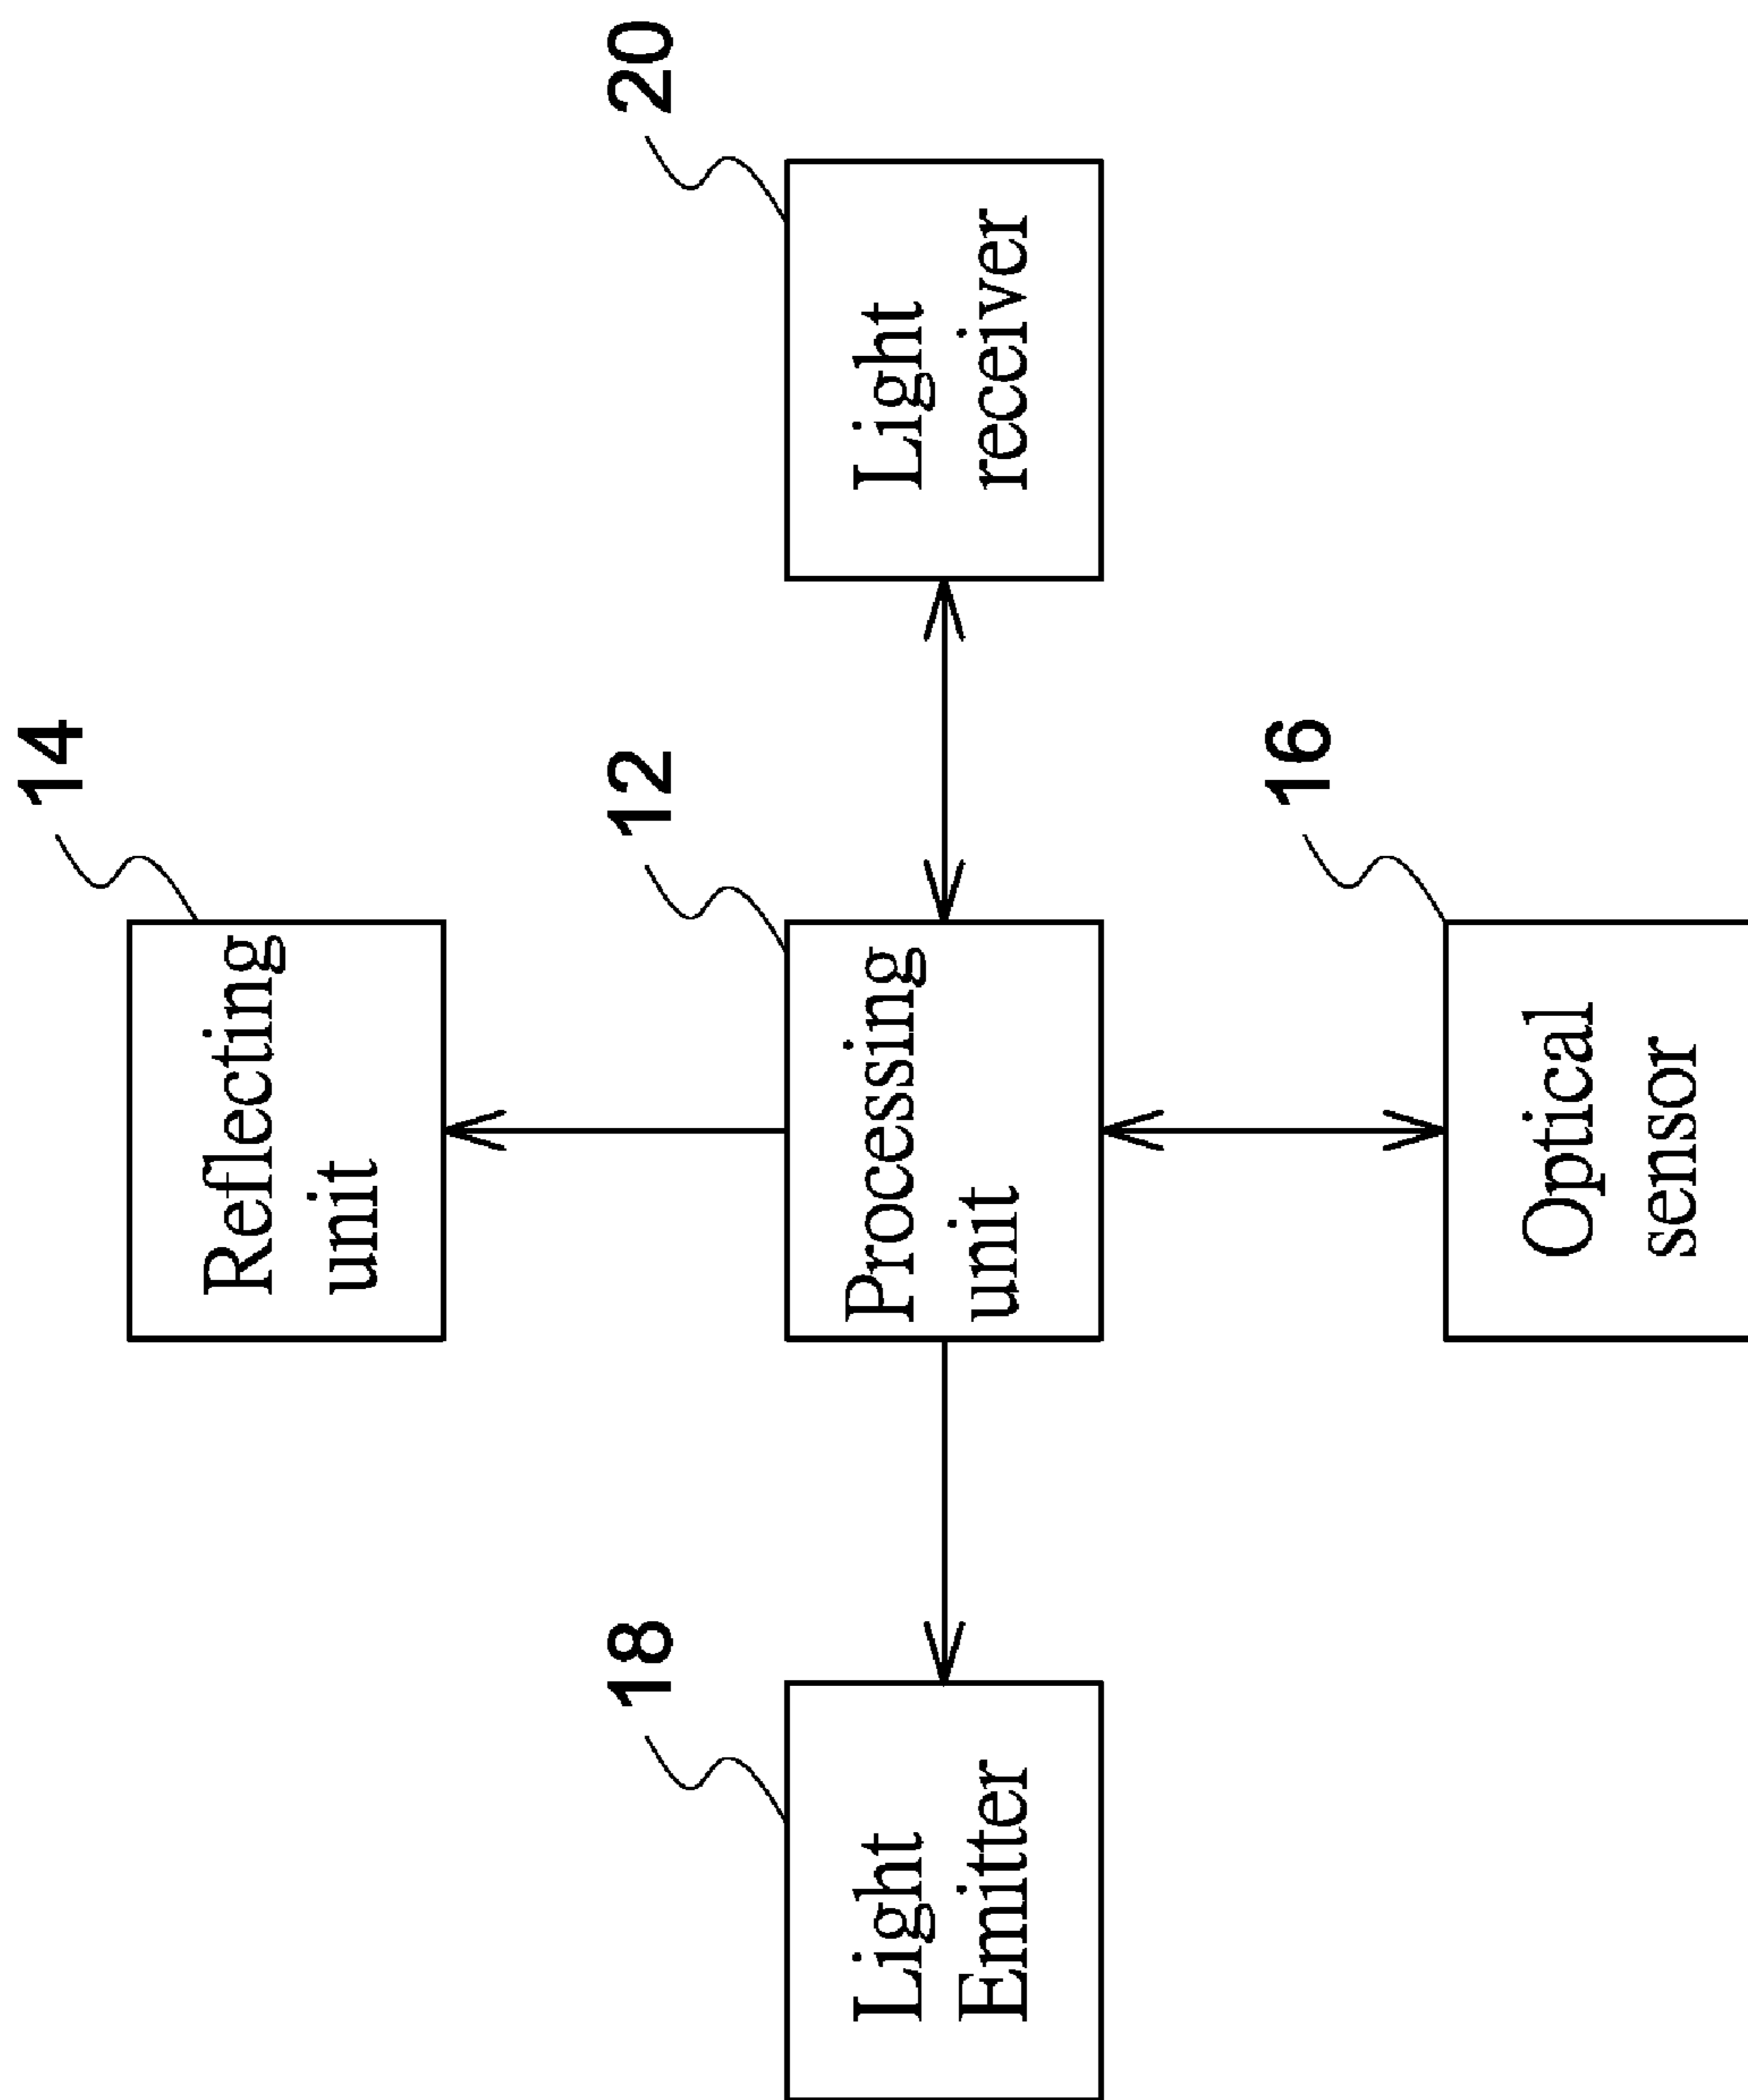 14
Reflecting
unit
18
Light
Emitter
12
Processing
unit
20
Light
receiver
16
Optical
sensor